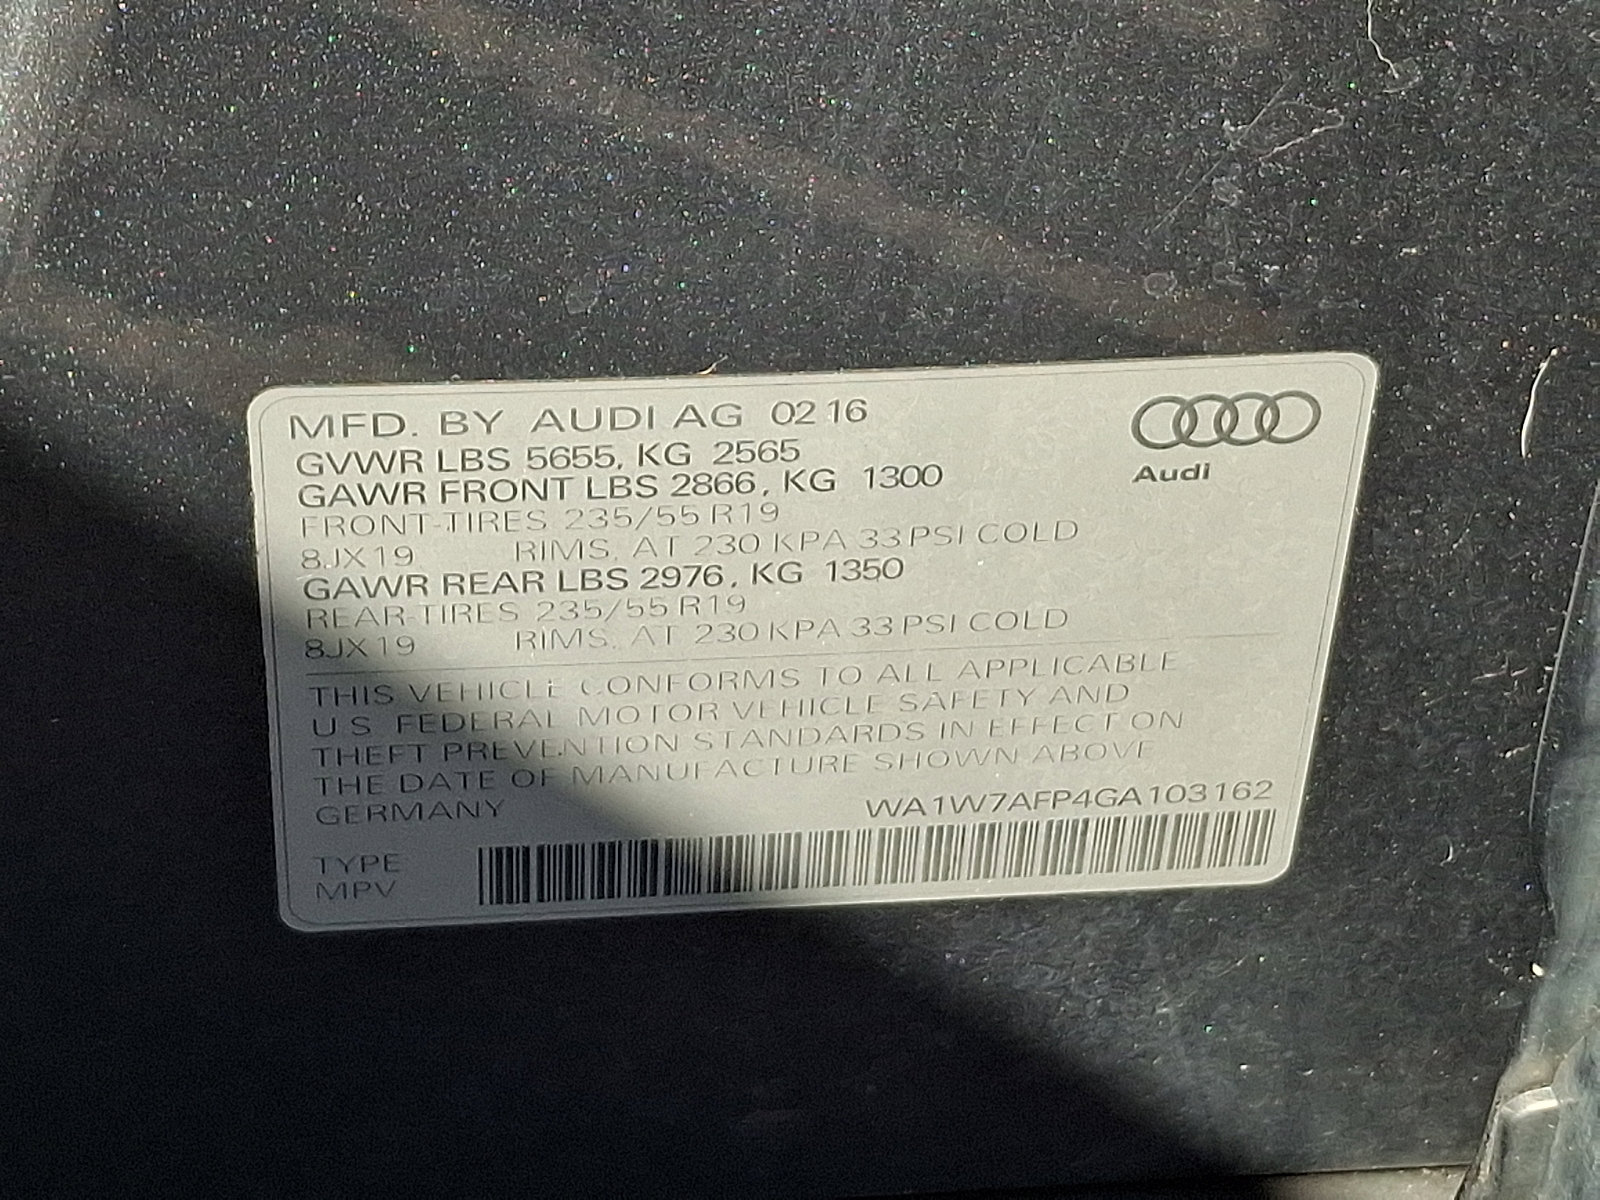 MFD. BY AUDI AG 02 16
GVWR LBS 5655, KG 2565
GAWR FRONT LBS 2866, KG 1300
FRONT-TIRES 235/55 R19
8JX19 RIMS, AT 230 KPA 33 PSI COLD
GAWR REAR LBS 2976, KG 1350
REAR-TIRES 235/55 R19
8JX19 RIMS, AT 230 KPA 33 PSI COLD
THIS VEHICLE CONFORMS TO ALL APPLICABLE
U S FEDERAL MOTOR VEHICLE SAFETY AND
THEFT PREVENTION STANDARDS IN EFFECT ON
THE DATE OF MANUFACTURE SHOWN ABOVE
GERMANY WA1W7AFP4GA103162
TYPE
MPV
Audi